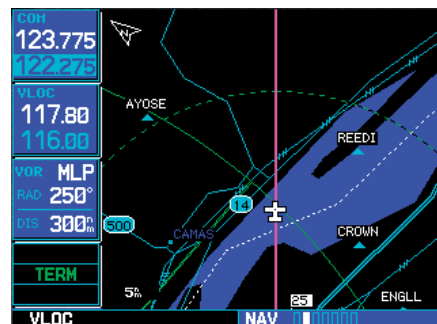 COM
123.775
122.275
VLOC
117.80
116.00
VOR MLP
RAD 250°
DIS 300nm
TERM
VLOC
AYOSE
REEDI
14
500
CAMAS
CROWN
5nm
25
ENGLL
NAV